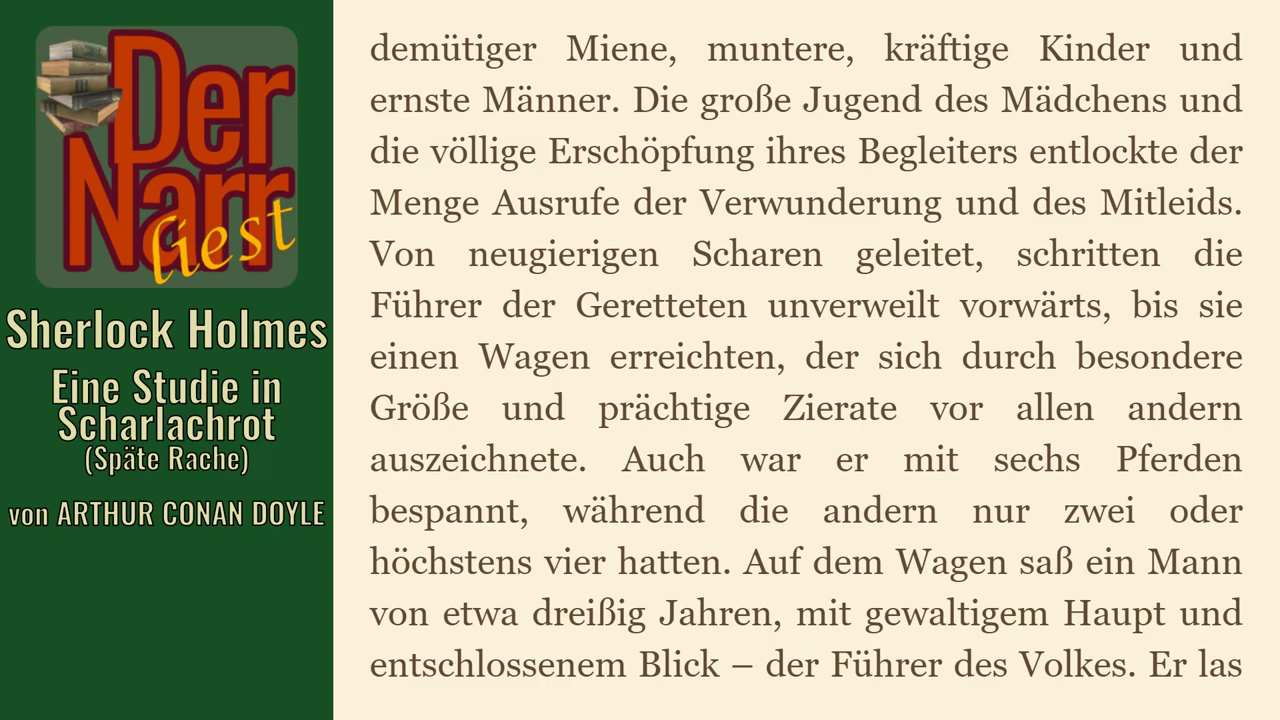 Der
Narr
liest
Sherlock Holmes
Eine Studie in
Scharlachrot
(Späte Rache)
von ARTHUR CONAN DOYLE
demütiger Miene, muntere, kräftige Kinder und
ernste Männer. Die große Jugend des Mädchens und
die völlige Erschöpfung ihres Begleiters entlockte der
Menge Ausrufe der Verwunderung und des Mitleids.
Von neugierigen Scharen geleitet, schritten die
Führer der Geretteten unverweilt vorwärts, bis sie
einen Wagen erreichten, der sich durch besondere
Größe und prächtige Zierate vor allen andern
auszeichnete. Auch war er mit sechs Pferden
bespannt, während die andern nur zwei oder
höchstens vier hatten. Auf dem Wagen saß ein Mann
von etwa dreißig Jahren, mit gewaltigem Haupt und
entschlossenem Blick – der Führer des Volkes. Er las